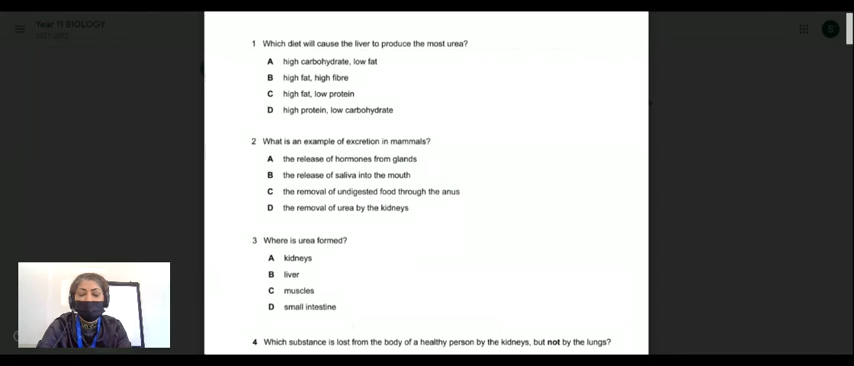 Year 11 BIOLOGY
2021-2022
S
1 Which diet will cause the liver to produce the most urea?
A high carbohydrate, low fat
B high fat, high fibre
C high fat, low protein
D high protein, low carbohydrate
2 What is an example of excretion in mammals?
A the release of hormones from glands
B the release of saliva into the mouth
C the removal of undigested food through the anus
D the removal of urea by the kidneys
3 Where is urea formed?
A kidneys
B liver
C muscles
D small intestine
4 Which substance is lost from the body of a healthy person by the kidneys, but not by the lungs?